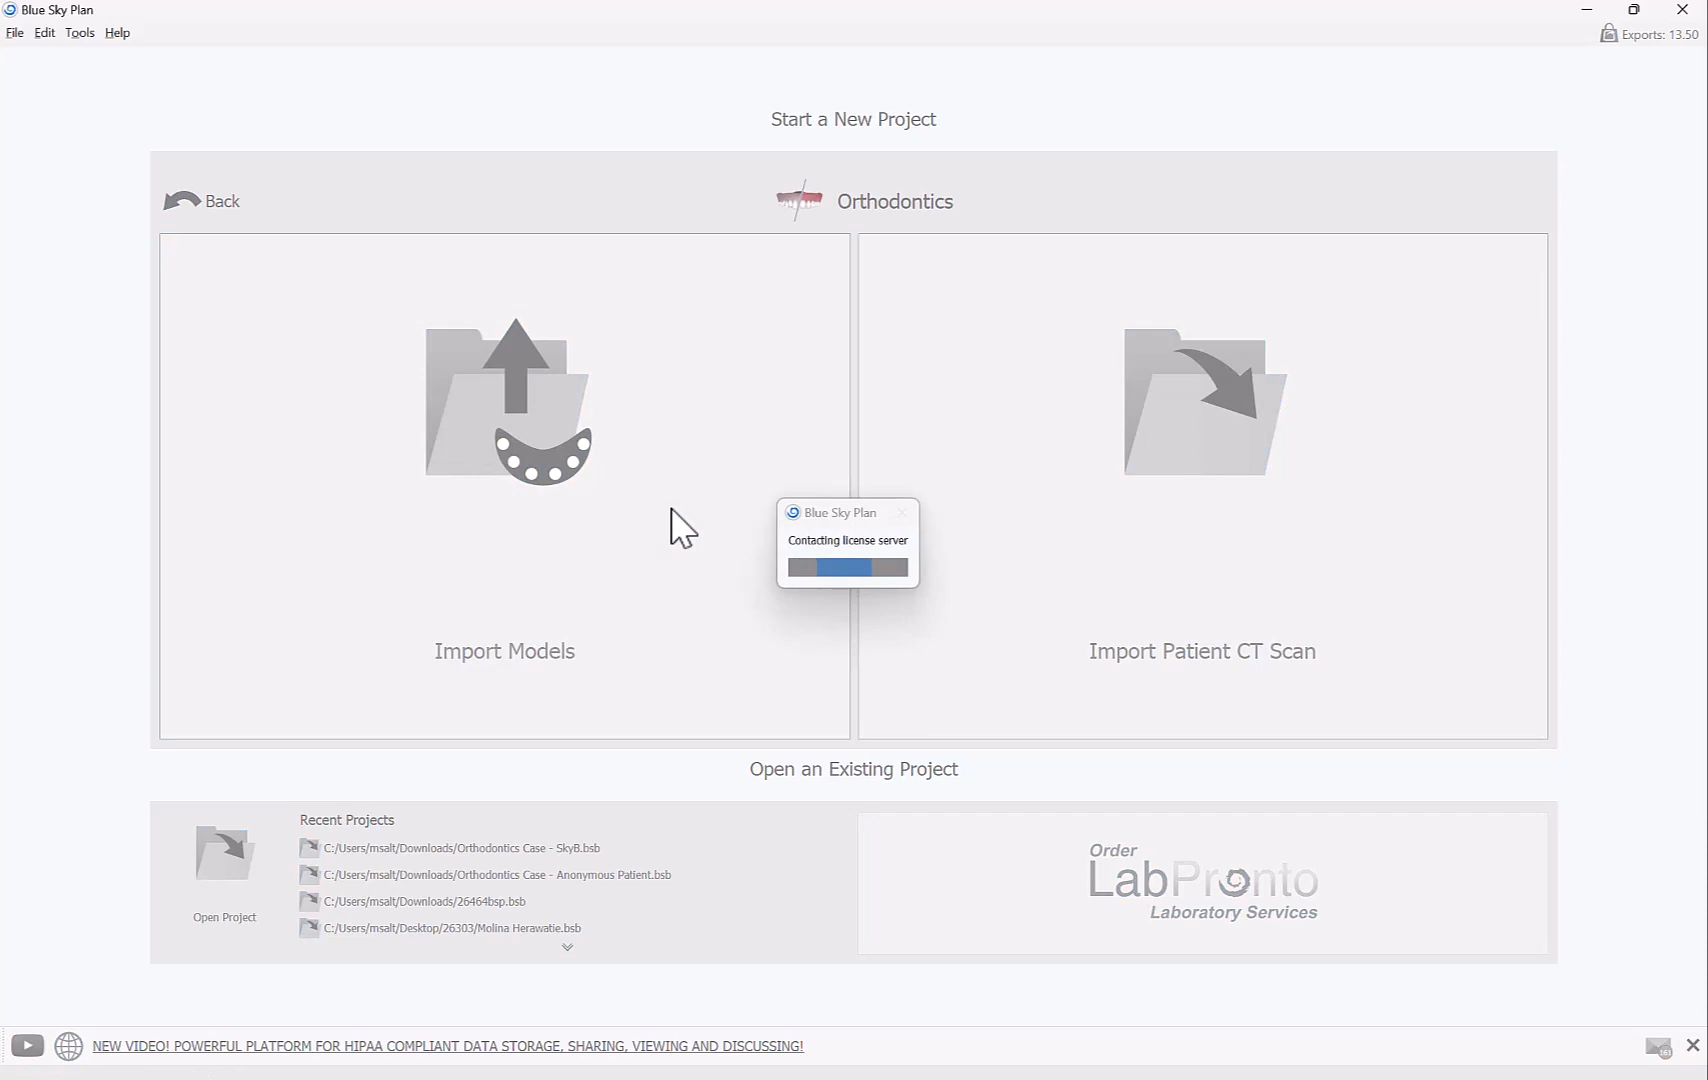 Blue Sky Plan
File Edit Tools Help
Exports: 13.50
Start a New Project
Back
Orthodontics
Blue Sky Plan
Contacting license server
Import Models
Import Patient CT Scan
Open an Existing Project
Recent Projects
C:/Users/msalt/Downloads/Orthodontics Case - SkyB.bsb
C:/Users/msalt/Downloads/Orthodontics Case - Anonymous Patient.bsb
C:/Users/msalt/Downloads/26464bsp.bsb
C:/Users/msalt/Desktop/26303/Molina Herawatie.bsb
Open Project
Order
LabPronto
Laboratory Services
NEW VIDEO! POWERFUL PLATFORM FOR HIPAA COMPLIANT DATA STORAGE, SHARING, VIEWING AND DISCUSSING!
161